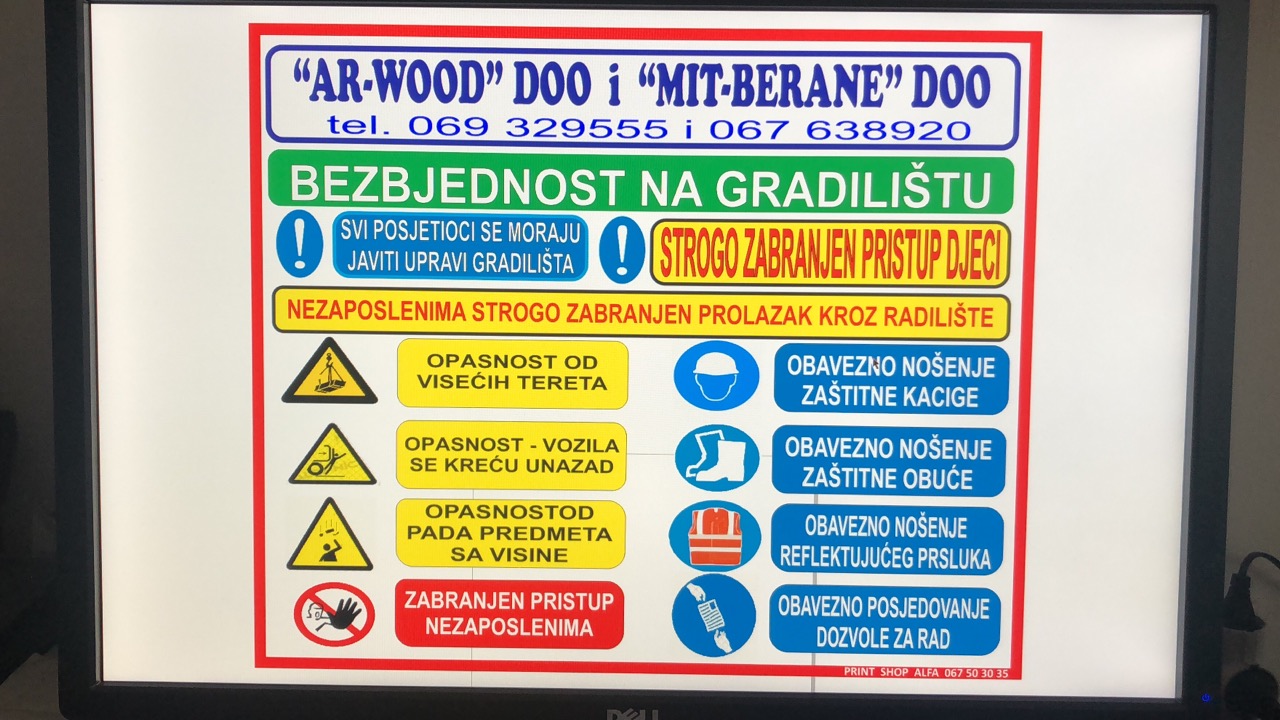 “AR-WOOD” DOO i “MIT-BERANE” DOO
tel. 069 329555 i 067 638920
BEZBJEDNOST NA GRADILIŠTU
SVI POSJETIOCI SE MORAJU
JAVITI UPRAVI GRADILIŠTA
STROGO ZABRANJEN PRISTUP DJECI
NEZAPOSLENIMA STROGO ZABRANJEN PROLAZAK KROZ RADILIŠTE
OPASNOST OD
VISEĆIH TERETA
OBAVEZNO NOŠENJE
ZAŠTITNE KACIGE
OPASNOST - VOZILA
SE KREĆU UNAZAD
OBAVEZNO NOŠENJE
ZAŠTITNE OBUĆE
OPASNOSTOD
PADA PREDMETA
SA VISINE
OBAVEZNO NOŠENJE
REFLEKTUJUĆEG PRSLUKA
ZABRANJEN PRISTUP
NEZAPOSLENIMA
OBAVEZNO POSJEDOVANJE
DOZVOLE ZA RAD
PRINT SHOP ALFA 067 50 30 35
DELL